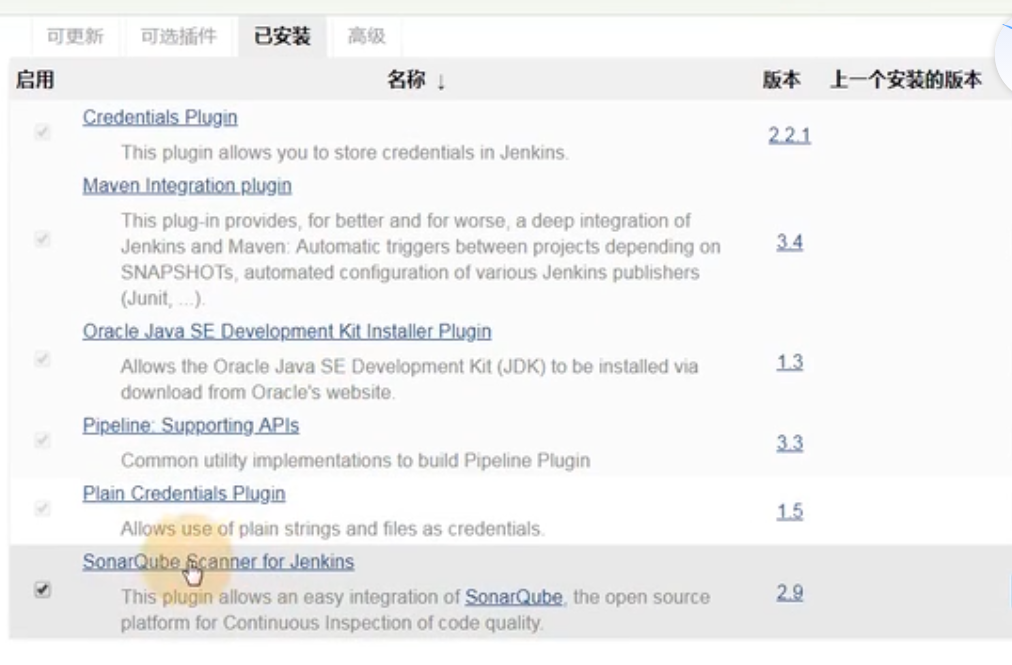 可更新 可选插件 已安装 高级
启用 名称 ↓ 版本 上一个安装的版本
Credentials Plugin
This plugin allows you to store credentials in Jenkins.
2.2.1
Maven Integration plugin
This plug-in provides, for better and for worse, a deep integration of
Jenkins and Maven: Automatic triggers between projects depending on
SNAPSHOTs, automated configuration of various Jenkins publishers
(Junit, ...).
3.4
Oracle Java SE Development Kit Installer Plugin
Allows the Oracle Java SE Development Kit (JDK) to be installed via
download from Oracle's website.
1.3
Pipeline: Supporting APIs
Common utility implementations to build Pipeline Plugin
3.3
Plain Credentials Plugin
Allows use of plain strings and files as credentials.
1.5
SonarQube Scanner for Jenkins
This plugin allows an easy integration of SonarQube, the open source
platform for Continuous Inspection of code quality.
2.9